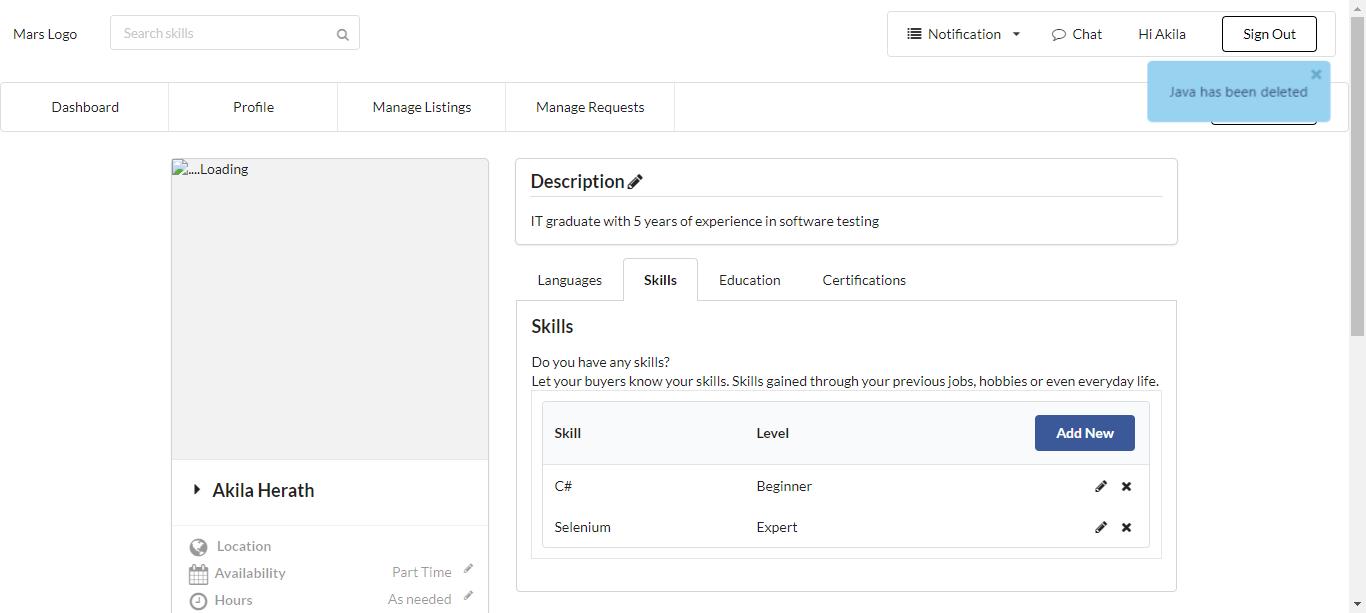 Mars Logo
Search skills
Notification
Chat
Hi Akila
Sign Out
Java has been deleted
Dashboard
Profile
Manage Listings
Manage Requests
....Loading
Description
IT graduate with 5 years of experience in software testing
Languages
Skills
Education
Certifications
Skills
Do you have any skills?
Let your buyers know your skills. Skills gained through your previous jobs, hobbies or even everyday life.
Skill Level Add New
C# Beginner
Selenium Expert
Akila Herath
Location
Availability Part Time
Hours As needed